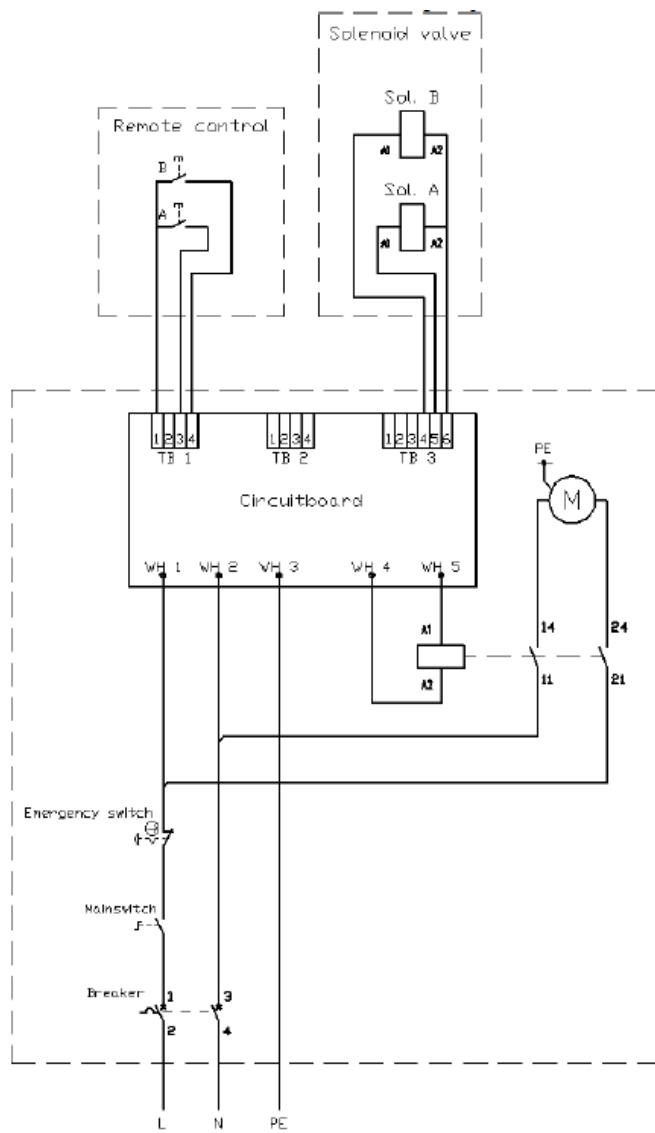 Solenoid valve
Sol. B
A1 A2
Sol. A
A1 A2
Remote control
B
A
1 2 3 4
TB 1
1 2 3 4
TB 2
1 2 3 4 5 6
TB 3
Circuitboard
WH 1 WH 2 WH 3 WH 4 WH 5
PE
M
A1
A2
14
11
24
21
Emergency switch
Mainswitch
Breaker
1
2
3
4
L N PE